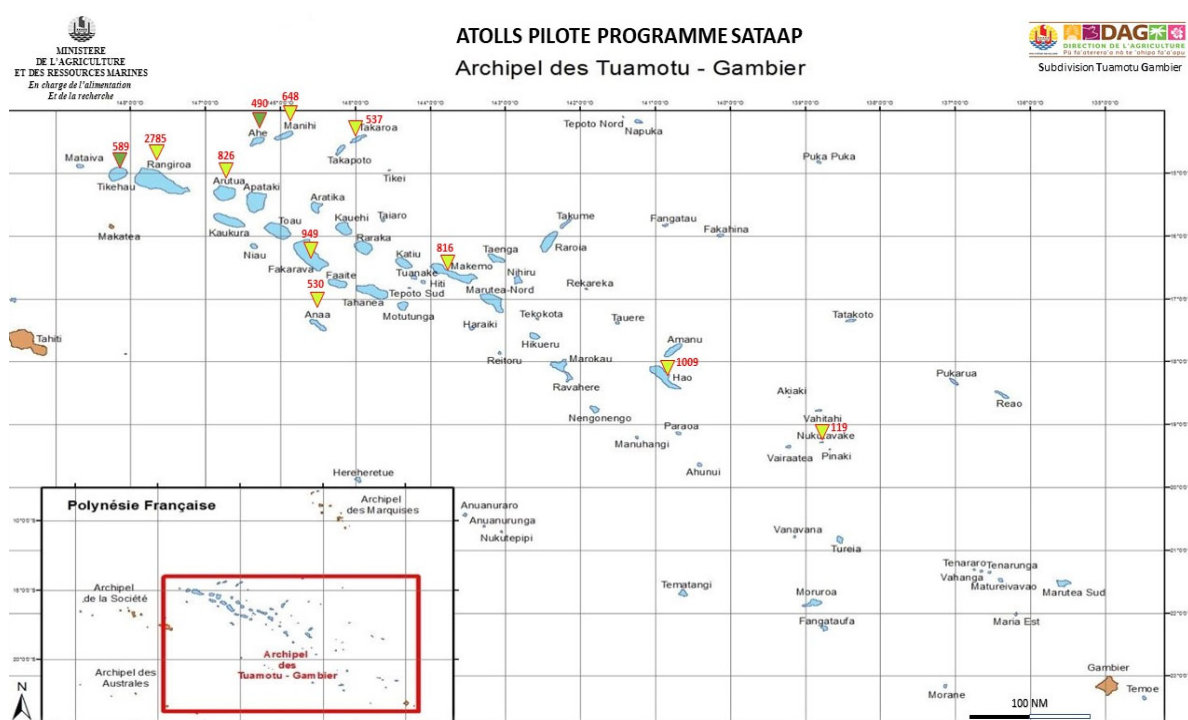 MINISTERE
DE L'AGRICULTURE
ET DES RESSOURCES MARINES
En charge de l'alimentation
Et de la recherche
ATOLLS PILOTE PROGRAMME SATAAP
Archipel des Tuamotu - Gambier
DAG
DIRECTION DE L'AGRICULTURE
Subdivision Tuamotu Gambier
490
648
537
Ahe
Manihi
Takaroa
Tepoto Nord
Napuka
589
2785
826
Mataiva
Rangiroa
Tikehau
Arutua
Apataki
Takapoto
Tikei
Puka Puka
Aratika
Makatea
Kaukura
Toau
Kauehi
Taiaro
Takume
Fangatau
Fakahina
Niau
949
Raraka
Raroia
Fakarava
Faaite
Katiu
816
Makemo
Taenga
Tuanake
Hiti
Nihiru
530
Anaa
Tahanea
Tepoto Sud
Marutea-Nord
Rekareka
Motutunga
Tahiti
Haraiki
Tekokota
Tauere
Tatakoto
Hikueru
Amanu
Reitoru
Marokau
1009
Hao
Ravahere
Pukarua
Reao
Akiaki
Nengonengo
Vahitahi
119
Paraoa
Manuhangi
Vairaatea
Pinaki
Ahunui
Hereheretue
Polynésie Française
Archipel
des Marquises
Archipel
de la Société
Archipel des
Australes
Archipel
des
Tuamotu - Gambier
Anuanuraro
Anuanurunga
Nukutepipi
Vanavana
Tureia
Tematangi
Moruroa
Fangataufa
Tenararo
Tenarunga
Vahanga
Matureivavao
Marutea Sud
Maria Est
Gambier
Morane
Temoe
N
100 NM